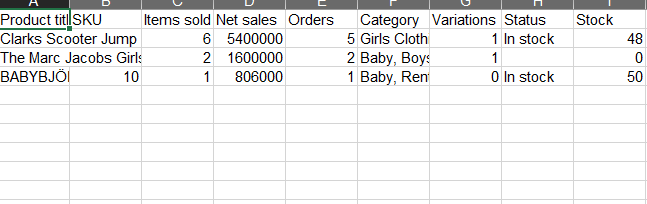 A B C D E F G H I
Product titl SKU Items sold Net sales Orders Category Variations Status Stock
Clarks Scooter Jump 6 5400000 5 Girls Cloth 1 In stock 48
The Marc Jacobs Girls 2 1600000 2 Baby, Boys 1 0
BABYBJÖ 10 1 806000 1 Baby, Ren 0 In stock 50